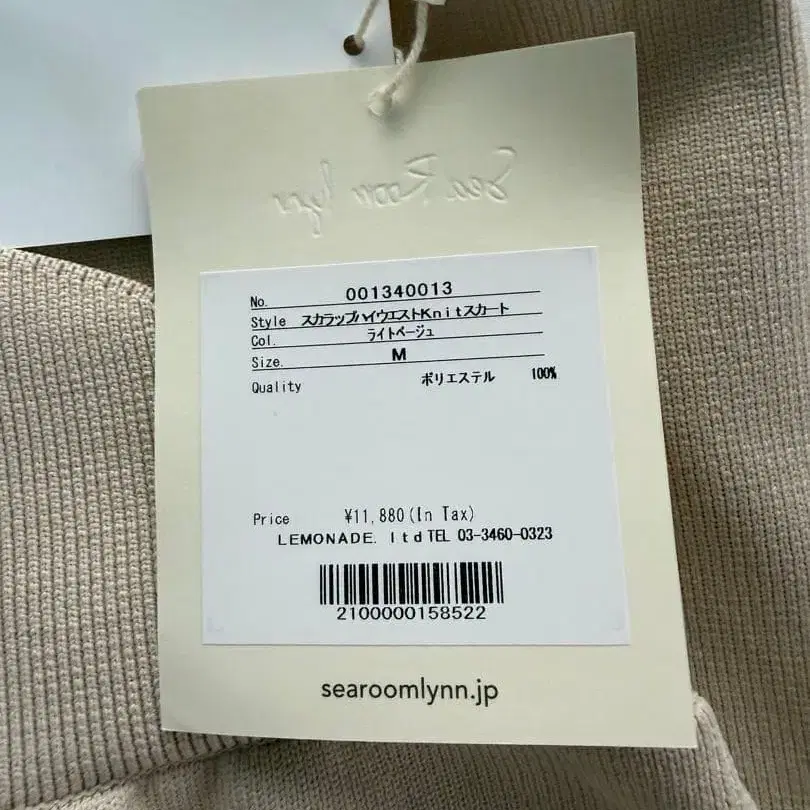 Sea Room lynn
No. 001340013
Style スカラップハイウエストKnitスカート
Col. ライトベージュ
Size. M
Quality ポリエステル 100%
Price ¥11,880(In Tax)
LEMONADE. ltd TEL 03-3460-0323
2100000158522
searoomlynn.jp